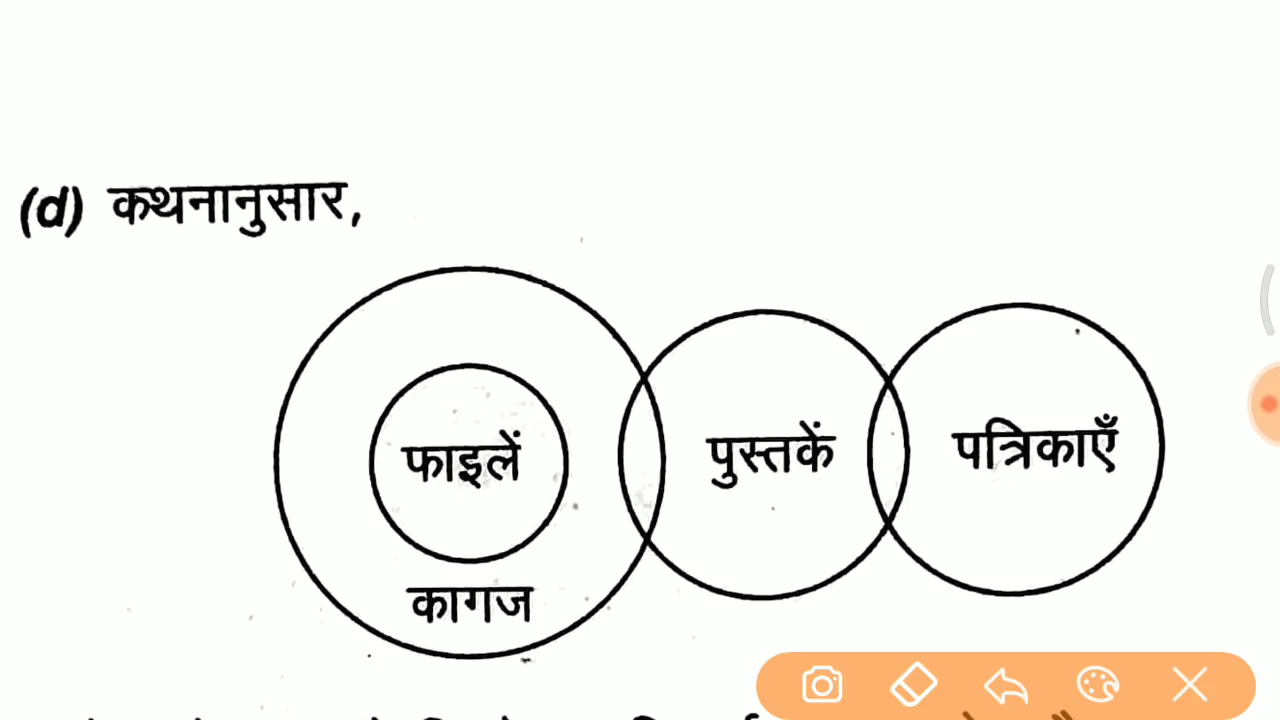 (d) कथनानुसार,
फाइलें
पुस्तकें
पत्रिकाएँ
कागज